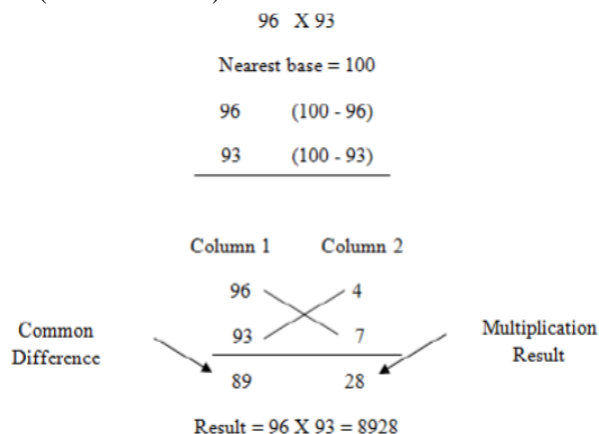 96 X 93
Nearest base = 100
96 (100 - 96)
93 (100 - 93)
Column 1 Column 2
96 4
93 7
Common
Difference
Multiplication
Result
89 28
Result = 96 X 93 = 8928